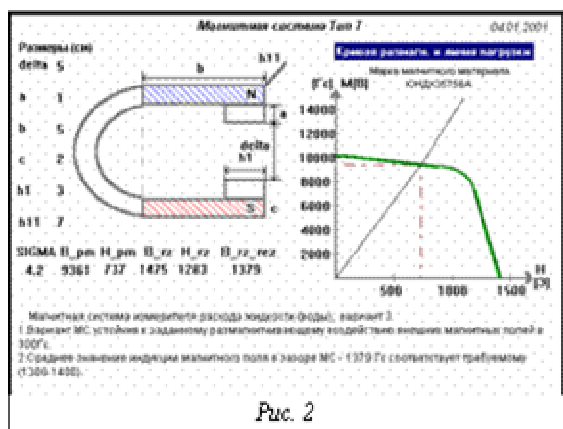 Магнитная система Тип 7 04.01.2001
Размеры (см)
delta 5
a 1
b 5
c 2
h1 3
h11 7
b
h11
N
a
delta
h1
S
c
SIGMA B_pm H_pm B_rz H_rz B_rz_rez
4.2 9361 737 1475 1283 1379
Кривая размагн. и линия нагрузки
Марка магнитного материала
[Гс] M[B]
14000
12000
10000
8000
6000
4000
2000
500 1000 1500
H
[Э]
Магнитная система измерителя расхода жидкости (воды), вариант 3.
1.Вариант МС устойчив к заданному размагничивающему воздействию внешних магнитных полей в
300Гс.
2.Среднее значение индукции магнитного поля в зазоре МС - 1379 Гс соответствует требуемому
(1300-1400).
Рис. 2